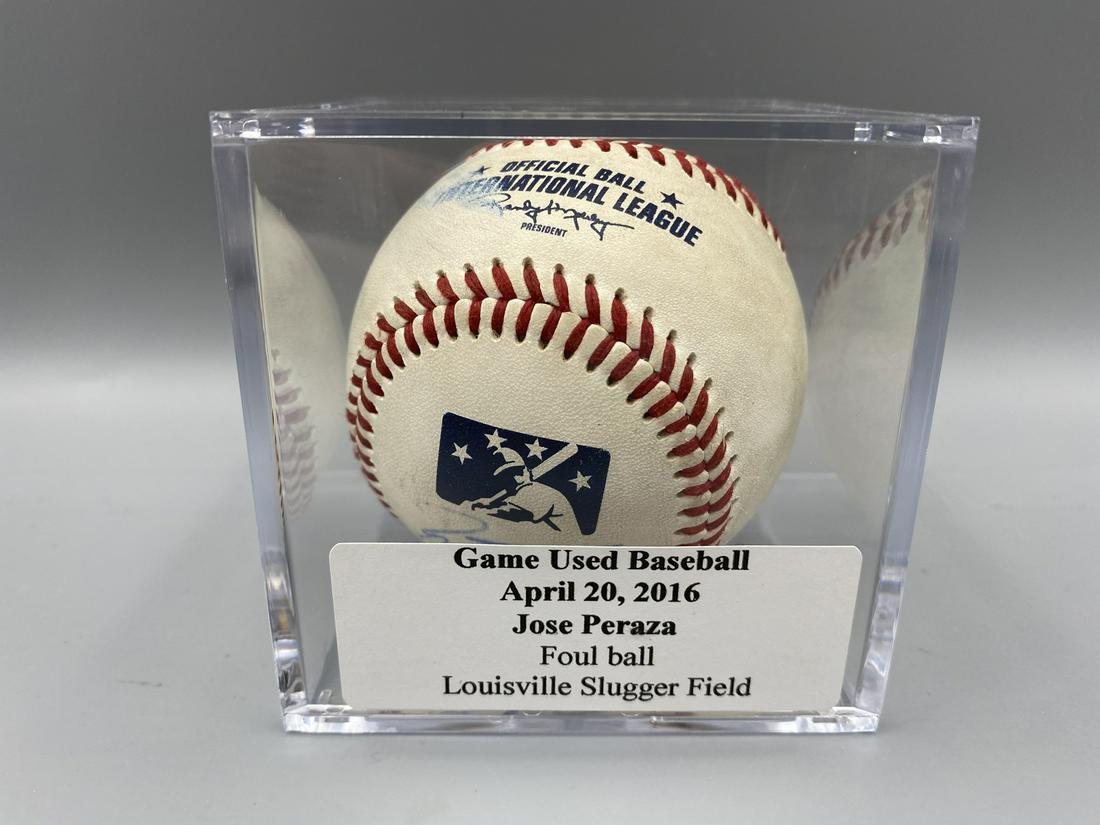 OFFICIAL BALL
INTERNATIONAL LEAGUE
PRESIDENT
Game Used Baseball
April 20, 2016
Jose Peraza
Foul ball
Louisville Slugger Field